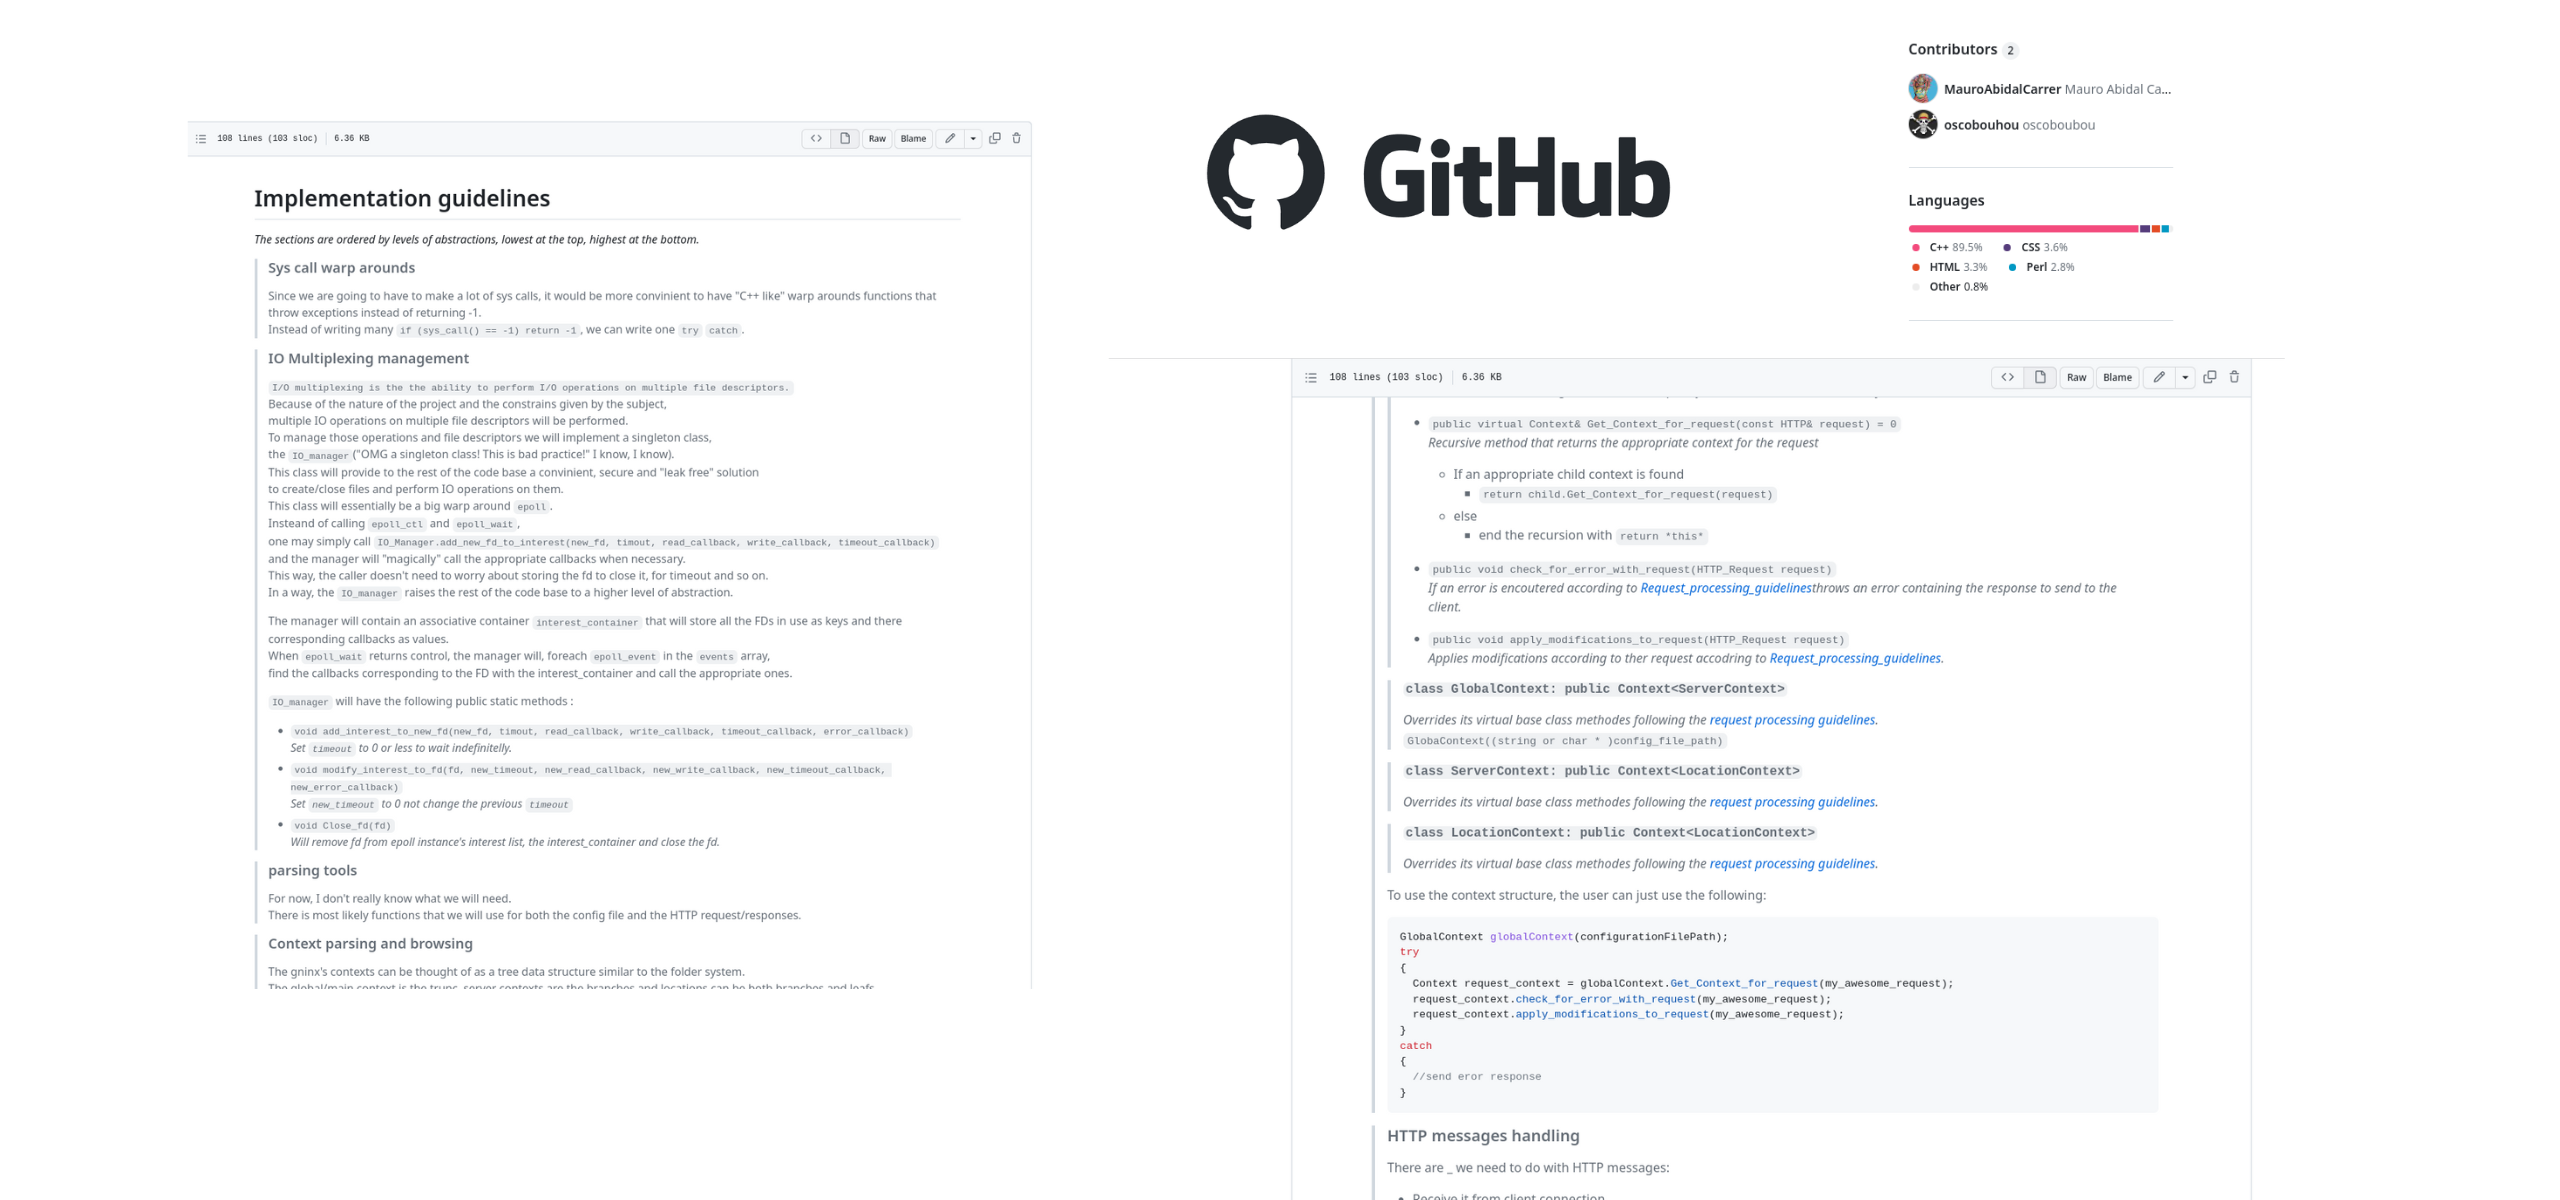 108 lines (103 sloc) 6.36 KB
Raw Blame
Implementation guidelines
The sections are ordered by levels of abstractions, lowest at the top, highest at the bottom.
Sys call warp arounds
Since we are going to have to make a lot of sys calls, it would be more convinient to have "C++ like" warp arounds functions that
throw exceptions instead of returning -1.
Instead of writing many if (sys_call() == -1) return -1, we can write one try catch.
IO Multiplexing management
I/O multiplexing is the the ability to perform I/O operations on multiple file descriptors.
Because of the nature of the project and the constrains given by the subject,
multiple IO operations on multiple file descriptors will be performed.
To manage those operations and file descriptors we will implement a singleton class,
the IO_manager("OMG a singleton class! This is bad practice!" I know, I know).
This class will provide to the rest of the code base a convinient, secure and "leak free" solution
to create/close files and perform IO operations on them.
This class will essentially be a big warp around epoll.
Insteand of calling epoll_ctl and epoll_wait,
one may simply call IO_Manager.add_new_fd_to_interest(new_fd, timout, read_callback, write_callback, timeout_callback)
and the manager will "magically" call the appropriate callbacks when necessary.
This way, the caller doesn't need to worry about storing the fd to close it, for timeout and so on.
In a way, the IO_manager raises the rest of the code base to a higher level of abstraction.
The manager will contain an associative container interest_container that will store all the FDs in use as keys and there
corresponding callbacks as values.
When epoll_wait returns control, the manager will, foreach epoll_event in the events array,
find the callbacks corresponding to the FD with the interest_container and call the appropriate ones.
IO_manager will have the following public static methods :
void add_interest_to_new_fd(new_fd, timout, read_callback, write_callback, timeout_callback, error_callback)
Set timeout to 0 or less to wait indefinitelly.
void modify_interest_to_fd(fd, new_timeout, new_read_callback, new_write_callback, new_timeout_callback,
new_error_callback)
Set new_timeout to 0 not change the previous timeout
void Close_fd(fd)
Will remove fd from epoll instance's interest list, the interest_container and close the fd.
parsing tools
For now, I don't really know what we will need.
There is most likely functions that we will use for both the config file and the HTTP request/responses.
Context parsing and browsing
The gninx's contexts can be thought of as a tree data structure similar to the folder system.
The global/main context is the trunc, server contexts are the branches and locations can be both branches and leafs
GitHub
Contributors 2
MauroAbidalCarrer Mauro Abidal Ca...
oscobouhou oscoboubou
Languages
C++ 89.5% CSS 3.6%
HTML 3.3% Perl 2.8%
Other 0.8%
108 lines (103 sloc) 6.36 KB
Raw Blame
public virtual Context& Get_Context_for_request(const HTTP& request) = 0
Recursive method that returns the appropriate context for the request
If an appropriate child context is found
return child.Get_Context_for_request(request)
else
end the recursion with return *this*
public void check_for_error_with_request(HTTP_Request request)
If an error is encoutered according to Request_processing_guidelinesthrows an error containing the response to send to the
client.
public void apply_modifications_to_request(HTTP_Request request)
Applies modifications according to ther request accodring to Request_processing_guidelines.
class GlobalContext: public Context<ServerContext>
Overrides its virtual base class methodes following the request processing guidelines.
GlobaContext((string or char * )config_file_path)
class ServerContext: public Context<LocationContext>
Overrides its virtual base class methodes following the request processing guidelines.
class LocationContext: public Context<LocationContext>
Overrides its virtual base class methodes following the request processing guidelines.
To use the context structure, the user can just use the following:
GlobalContext globalContext(configurationFilePath);
try
{
Context request_context = globalContext.Get_Context_for_request(my_awesome_request);
request_context.check_for_error_with_request(my_awesome_request);
request_context.apply_modifications_to_request(my_awesome_request);
}
catch
{
//send eror response
}
HTTP messages handling
There are _ we need to do with HTTP messages:
Receive it from client connection